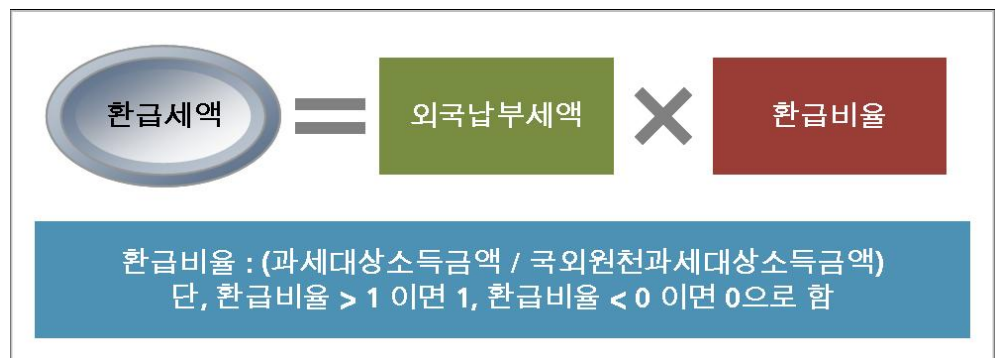 환급세액 = 외국납부세액 × 환급비율
환급비율 : (과세대상소득금액 / 국외원천과세대상소득금액)
단, 환급비율 > 1 이면 1, 환급비율 < 0 이면 0으로 함